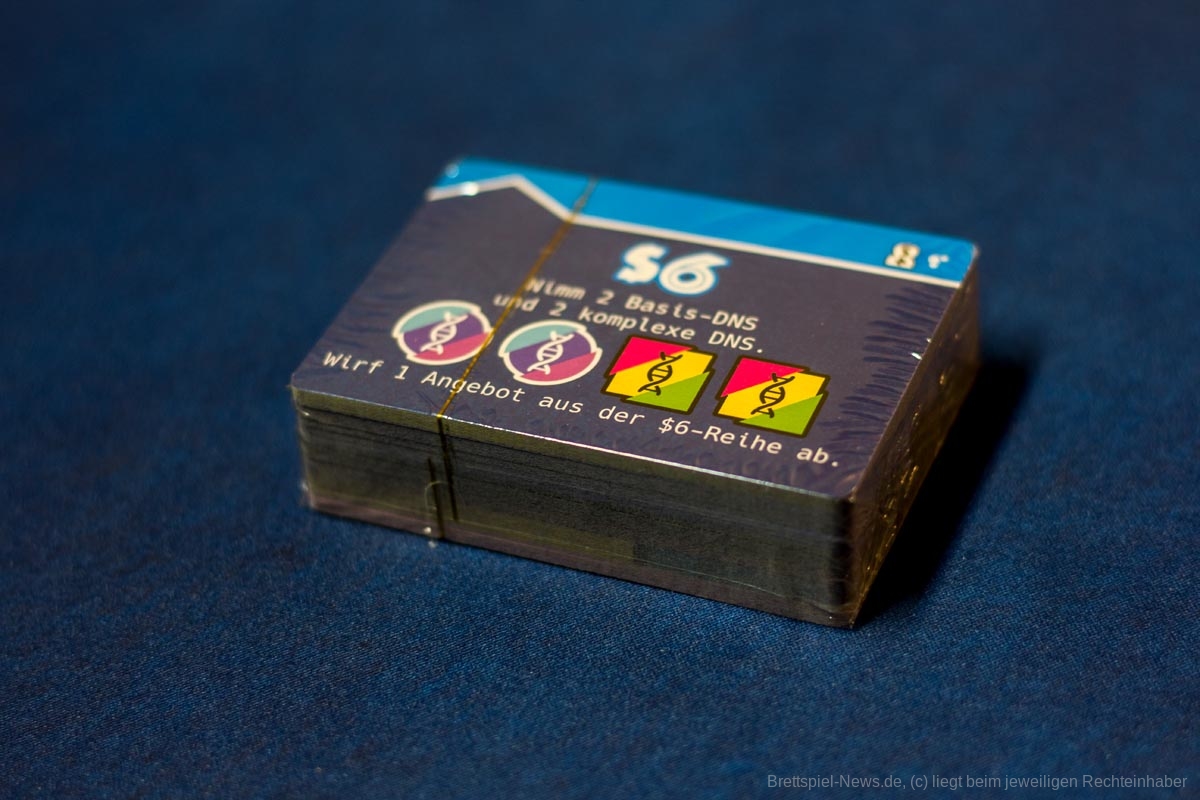 $6
Nimm 2 Basis-DNS
und 2 komplexe DNS.
Wirf 1 Angebot aus der $6-Reihe ab.
Brettspiel-News.de, (c) liegt beim jeweiligen Rechteinhaber